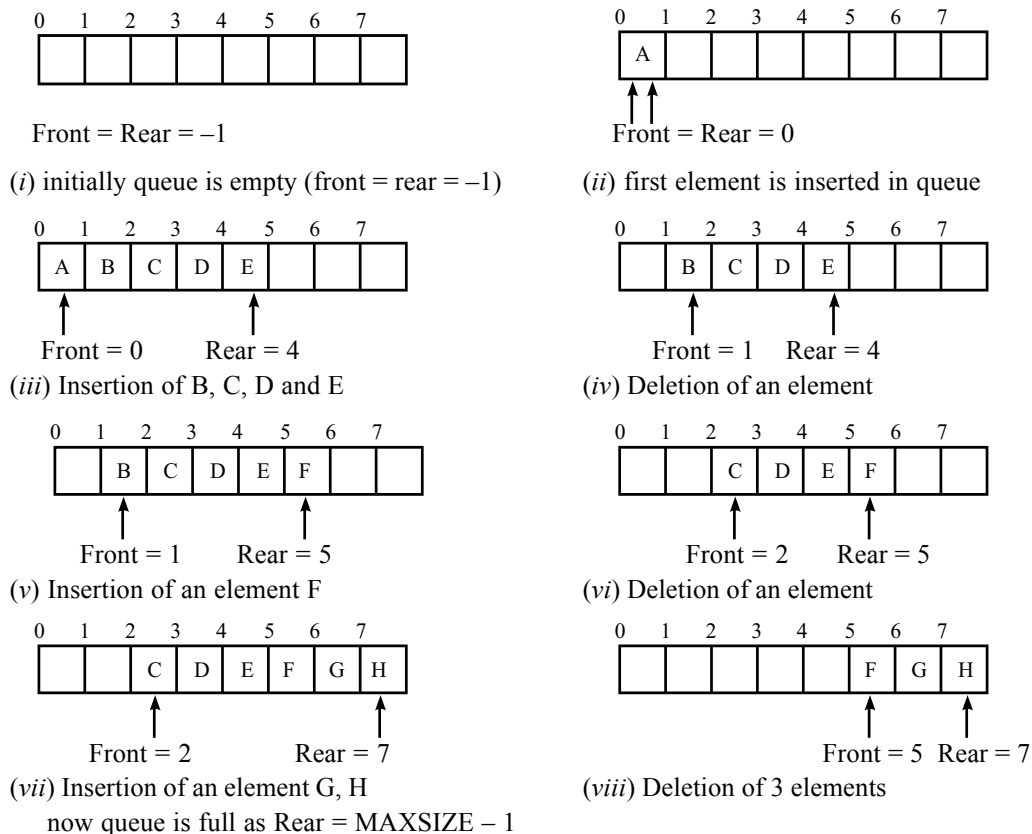 0 1 2 3 4 5 6 7
Front = Rear = –1
(i) initially queue is empty (front = rear = –1)
0 1 2 3 4 5 6 7
A
Front = Rear = 0
(ii) first element is inserted in queue
0 1 2 3 4 5 6 7
A B C D E
Front = 0 Rear = 4
(iii) Insertion of B, C, D and E
0 1 2 3 4 5 6 7
B C D E
Front = 1 Rear = 4
(iv) Deletion of an element
0 1 2 3 4 5 6 7
B C D E F
Front = 1 Rear = 5
(v) Insertion of an element F
0 1 2 3 4 5 6 7
C D E F
Front = 2 Rear = 5
(vi) Deletion of an element
0 1 2 3 4 5 6 7
C D E F G H
Front = 2 Rear = 7
(vii) Insertion of an element G, H
now queue is full as Rear = MAXSIZE – 1
0 1 2 3 4 5 6 7
F G H
Front = 5 Rear = 7
(viii) Deletion of 3 elements